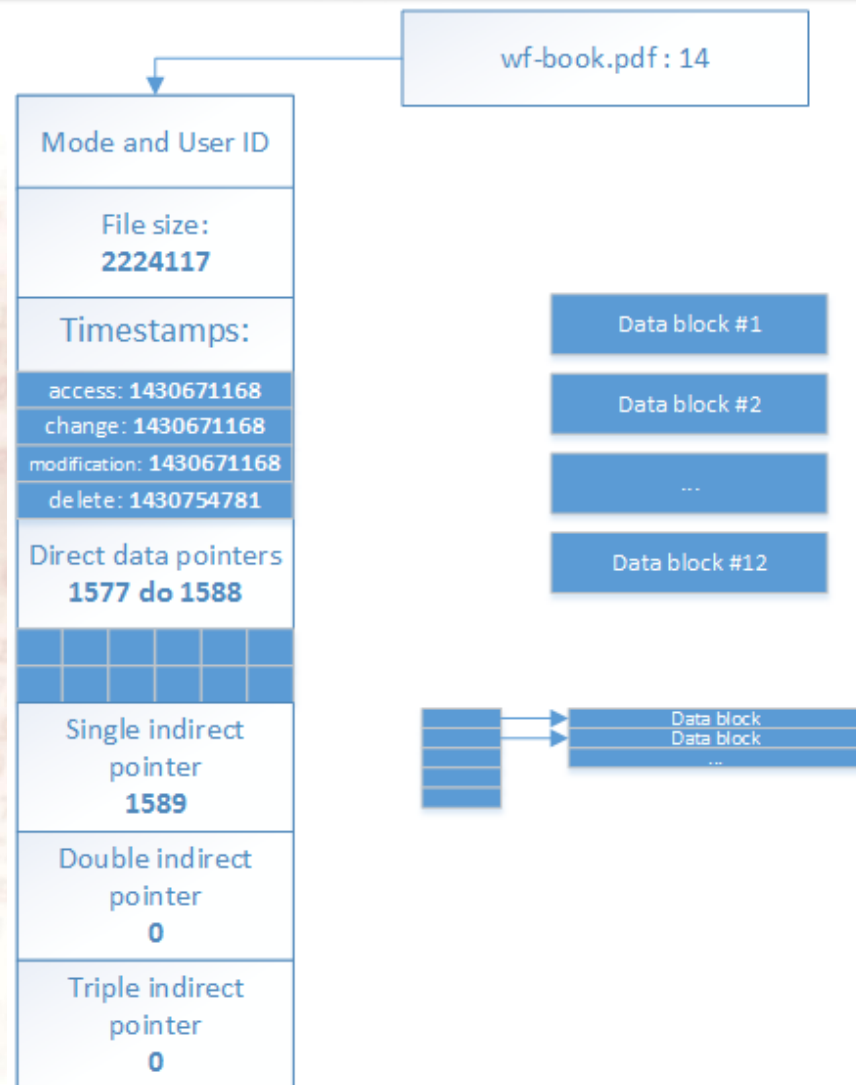 wf-book.pdf : 14
Mode and User ID
File size:
2224117
Timestamps:
access: 1430671168
change: 1430671168
modification: 1430671168
delete: 1430754781
Direct data pointers
1577 do 1588
Single indirect
pointer
1589
Double indirect
pointer
0
Triple indirect
pointer
0
Data block #1
Data block #2
...
Data block #12
Data block
Data block
...